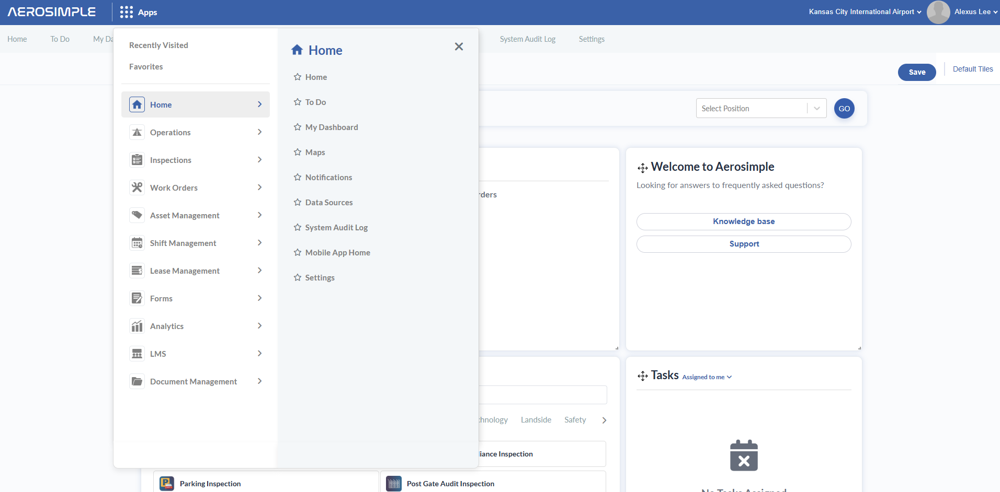 AEROSIMPLE
Apps
Kansas City International Airport
Alexus Lee
Home
To Do
My Da
System Audit Log
Settings
Save
Default Tiles
Recently Visited
Favorites
Home
Operations
Inspections
Work Orders
Asset Management
Shift Management
Lease Management
Forms
Analytics
LMS
Document Management
Home
Home
To Do
My Dashboard
Maps
Notifications
Data Sources
System Audit Log
Mobile App Home
Settings
Select Position
GO
rders
Welcome to Aerosimple
Looking for answers to frequently asked questions?
Knowledge base
Support
chnology
Landside
Safety
liance Inspection
Parking Inspection
Post Gate Audit Inspection
Tasks
Assigned to me
No Tasks Assigned